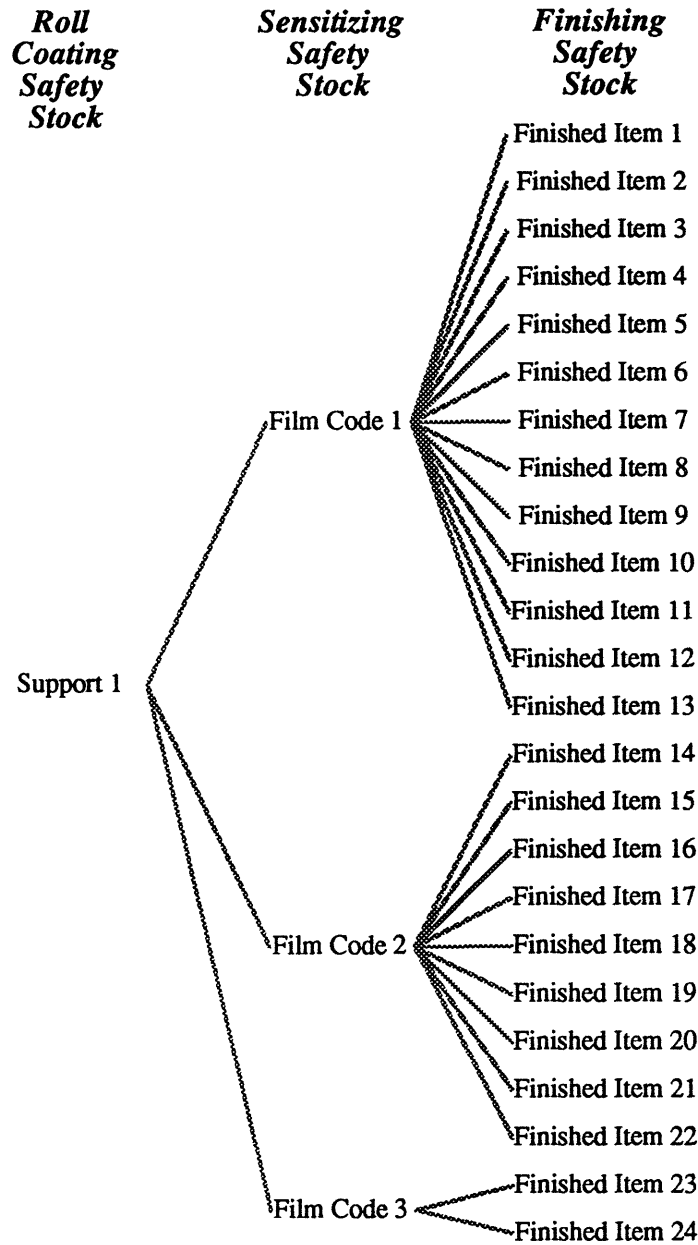 Roll
Coating
Safety
Stock
Sensitizing
Safety
Stock
Finishing
Safety
Stock
Finished Item 1
Finished Item 2
Finished Item 3
Finished Item 4
Finished Item 5
Finished Item 6
Film Code 1
Finished Item 7
Finished Item 8
Finished Item 9
Finished Item 10
Finished Item 11
Finished Item 12
Support 1
Finished Item 13
Finished Item 14
Finished Item 15
Finished Item 16
Finished Item 17
Film Code 2
Finished Item 18
Finished Item 19
Finished Item 20
Finished Item 21
Finished Item 22
Finished Item 23
Film Code 3
Finished Item 24